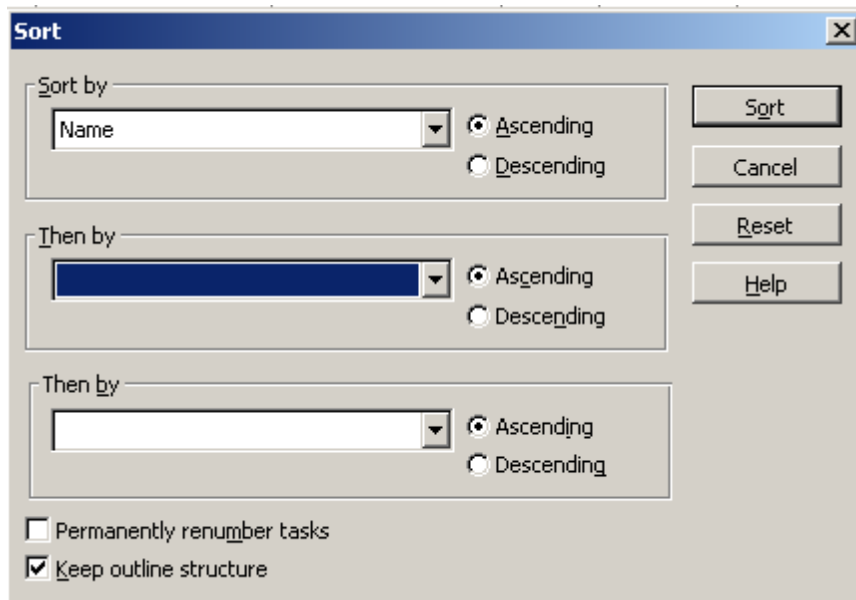 Sort
Sort by
Name
Ascending
Descending
Sort
Cancel
Reset
Help
Then by
Ascending
Descending
Then by
Ascending
Descending
Permanently renumber tasks
Keep outline structure